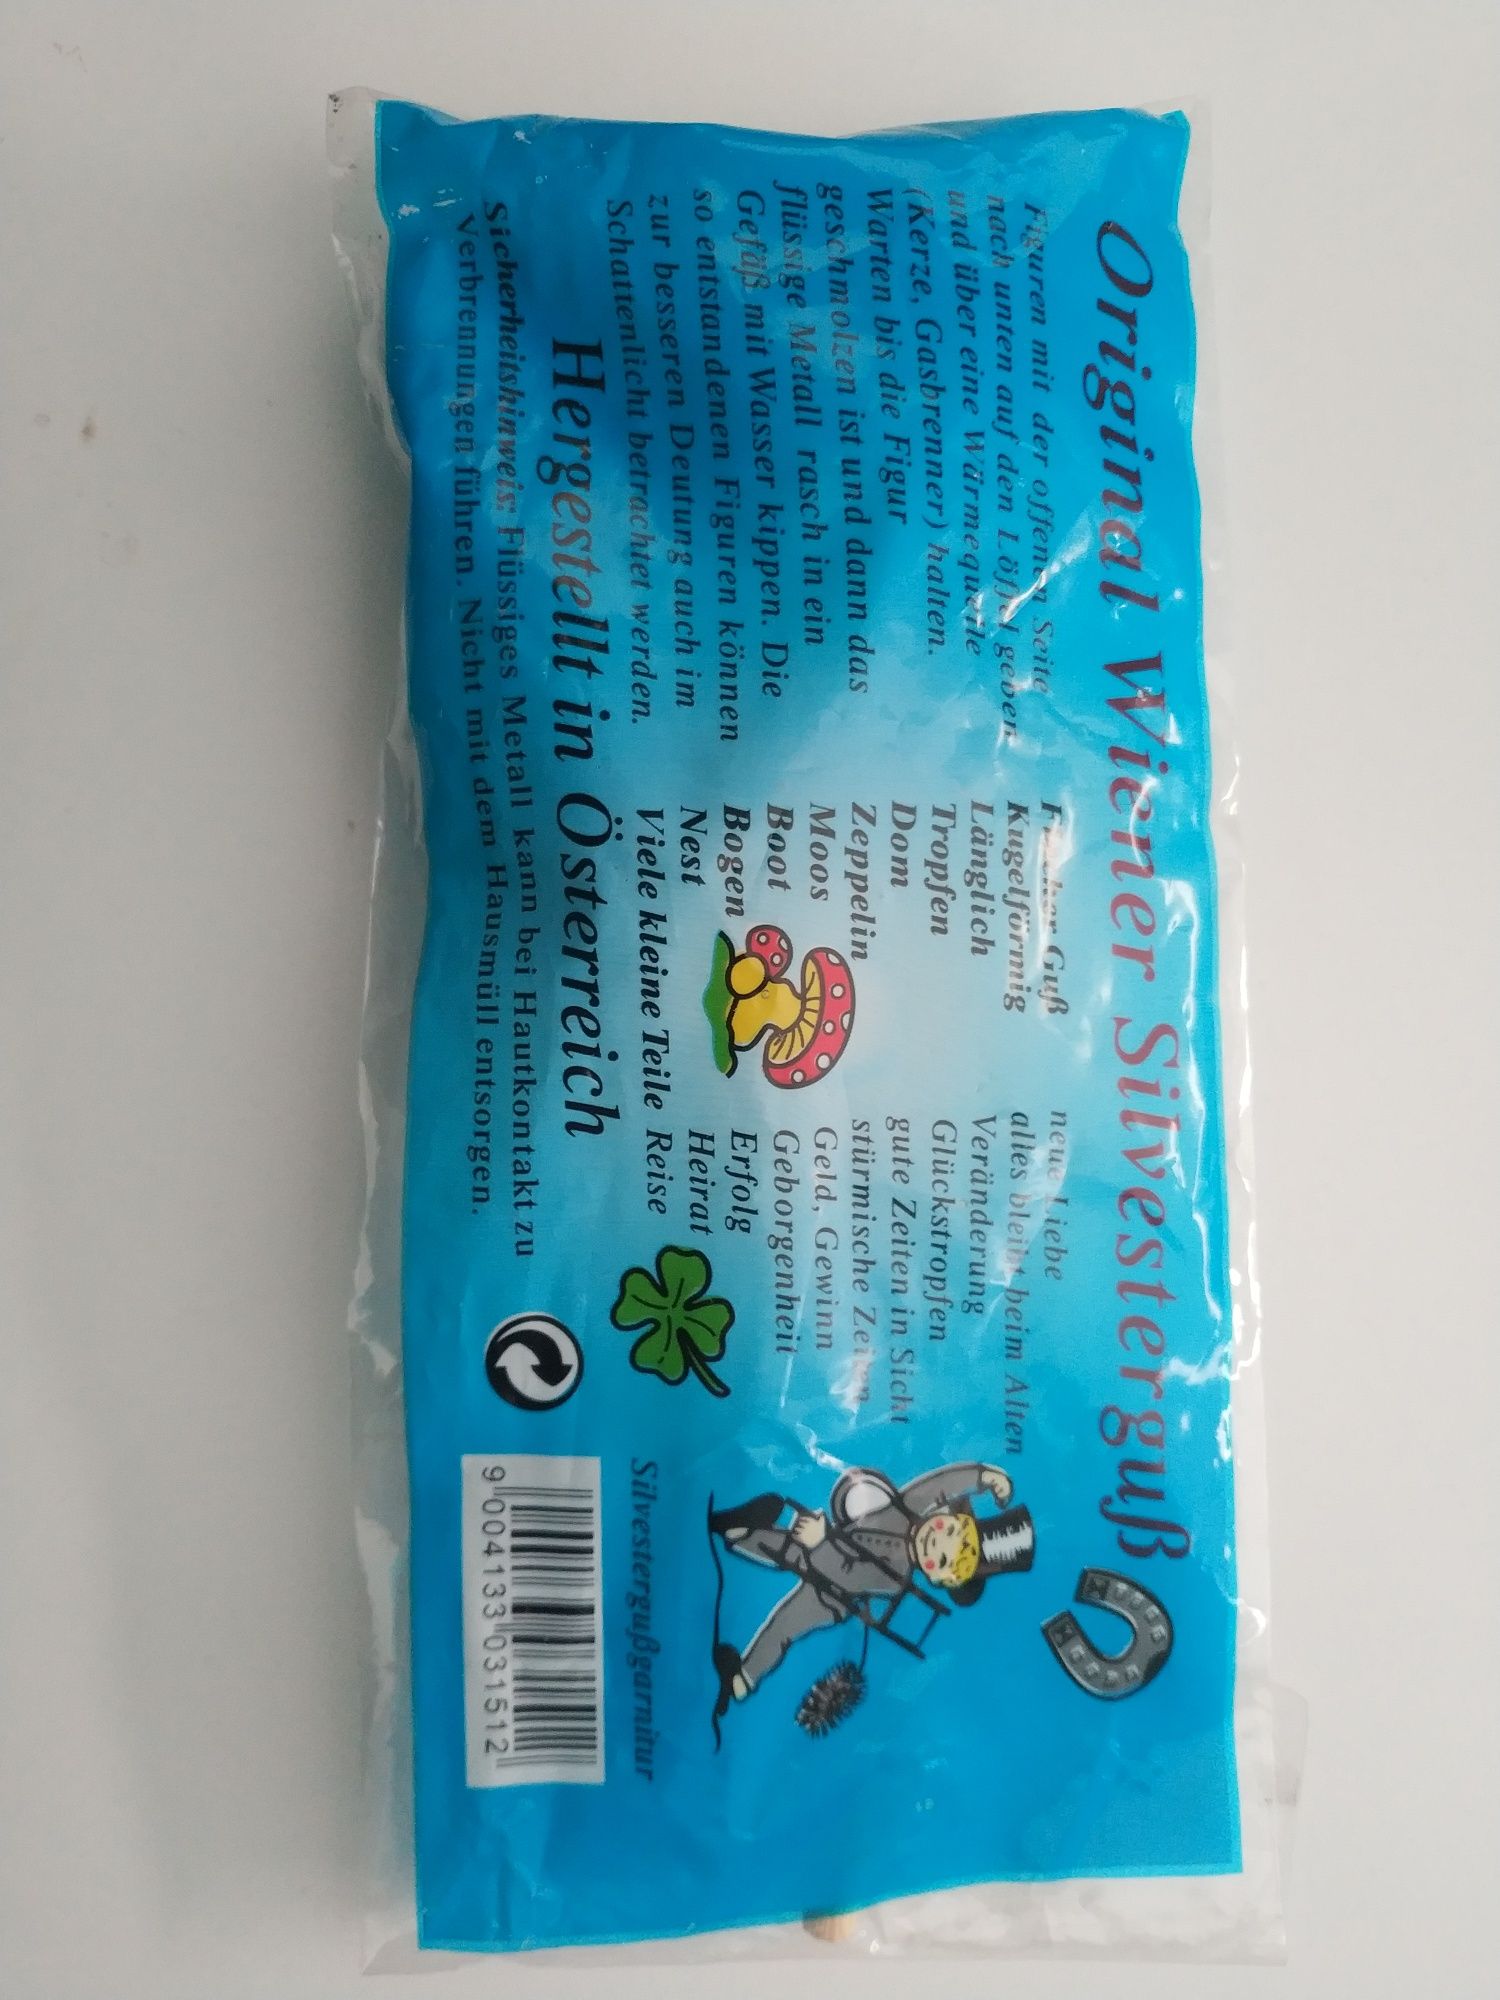 Original Wiener Silvesterguß
Figuren mit der offenen Seite
nach unten auf den Löffel geben
und über eine Wärmequelle
(Kerze, Gasbrenner) halten.
Warten bis die Figur
geschmolzen ist und dann das
flüssige Metall rasch in ein
Gefäß mit Wasser kippen. Die
so entstandenen Figuren können
zur besseren Deutung auch im
Schattenlicht betrachtet werden.
Flacher Guß neue Liebe
Kugelförmig alles bleibt beim Alten
Länglich Veränderung
Tropfen Glückstropfen
Dom gute Zeiten in Sicht
Zeppelin stürmische Zeiten
Moos Geld, Gewinn
Boot Geborgenheit
Bogen Erfolg
Nest Heirat
Viele kleine Teile Reise
Hergestellt in Österreich
Sicherheitshinweis: Flüssiges Metall kann bei Hautkontakt zu
Verbrennungen führen. Nicht mit dem Hausmüll entsorgen.
Silvestergußgarnitur
9 004133 031512